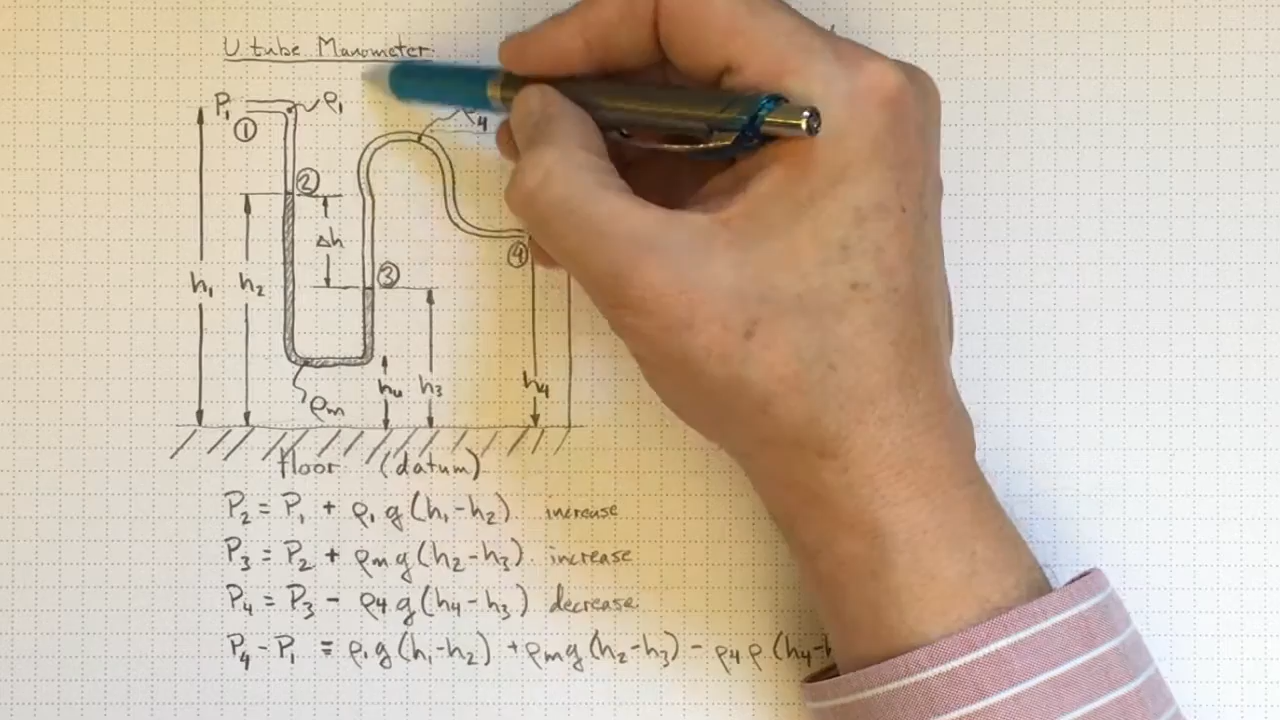 U tube Manometer
P₁ ρ₁
① ρ₄
②
Δh
③ ④
h₁ h₂
h₄ h₃ h₄
ρm
floor (datum)
P₂ = P₁ + ρ₁ g (h₁ - h₂) increase
P₃ = P₂ + ρm g (h₂ - h₃) increase
P₄ = P₃ - ρ₄ g (h₄ - h₃) decrease
P₄ - P₁ = ρ₁ g (h₁ - h₂) + ρm g (h₂ - h₃) - ρ₄ ρ (h₄ - h